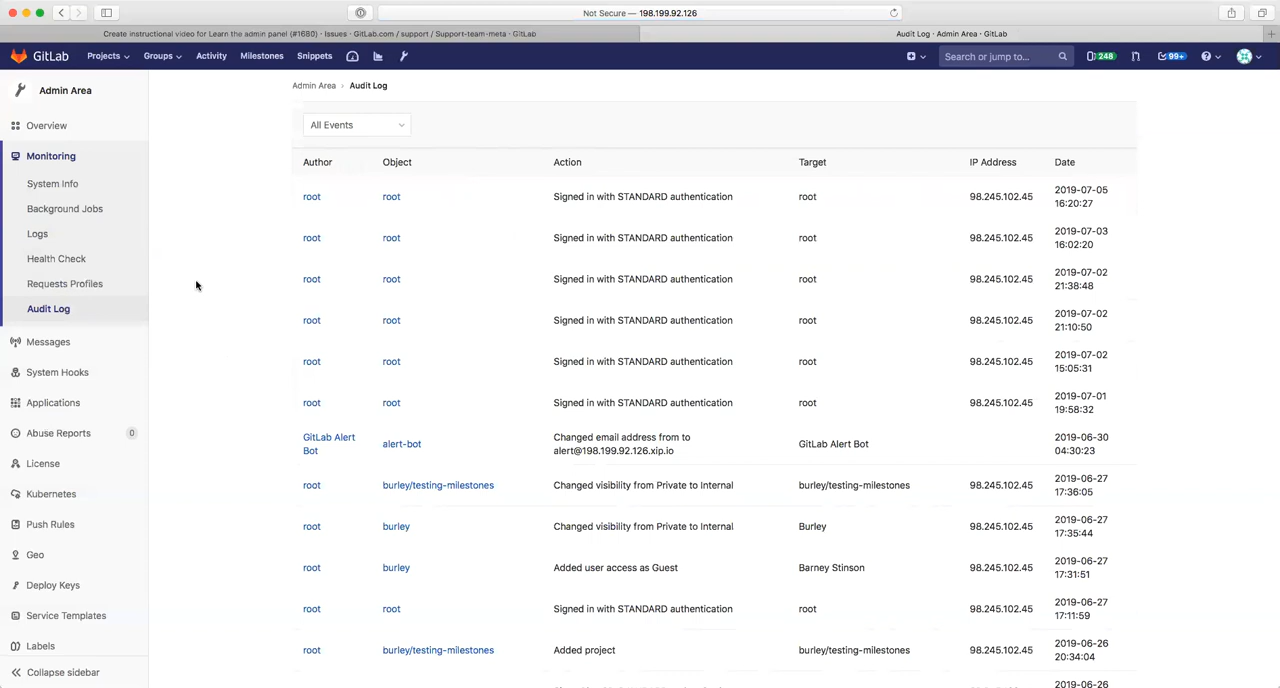 Not Secure — 198.199.92.126
Create instructional video for Learn the admin panel (#1680) · Issues · GitLab.com / support / Support-team-meta · GitLab
Audit Log · Admin Area · GitLab
GitLab Projects Groups Activity Milestones Snippets Search or jump to... 248 99+
Admin Area
Overview
Monitoring
System Info
Background Jobs
Logs
Health Check
Requests Profiles
Audit Log
Messages
System Hooks
Applications
Abuse Reports 0
License
Kubernetes
Push Rules
Geo
Deploy Keys
Service Templates
Labels
Collapse sidebar
Admin Area › Audit Log
All Events
Author Object Action Target IP Address Date
root root Signed in with STANDARD authentication root 98.245.102.45 2019-07-05
16:20:27
root root Signed in with STANDARD authentication root 98.245.102.45 2019-07-03
16:02:20
root root Signed in with STANDARD authentication root 98.245.102.45 2019-07-02
21:38:48
root root Signed in with STANDARD authentication root 98.245.102.45 2019-07-02
21:10:50
root root Signed in with STANDARD authentication root 98.245.102.45 2019-07-02
15:05:31
root root Signed in with STANDARD authentication root 98.245.102.45 2019-07-01
19:58:32
GitLab Alert alert-bot Changed email address from to GitLab Alert Bot 2019-06-30
Bot alert@198.199.92.126.xip.io 04:30:23
root burley/testing-milestones Changed visibility from Private to Internal burley/testing-milestones 98.245.102.45 2019-06-27
17:36:05
root burley Changed visibility from Private to Internal Burley 98.245.102.45 2019-06-27
17:35:44
root burley Added user access as Guest Barney Stinson 98.245.102.45 2019-06-27
17:31:51
root root Signed in with STANDARD authentication root 98.245.102.45 2019-06-27
17:11:59
root burley/testing-milestones Added project burley/testing-milestones 98.245.102.45 2019-06-26
20:34:04
2019-06-26